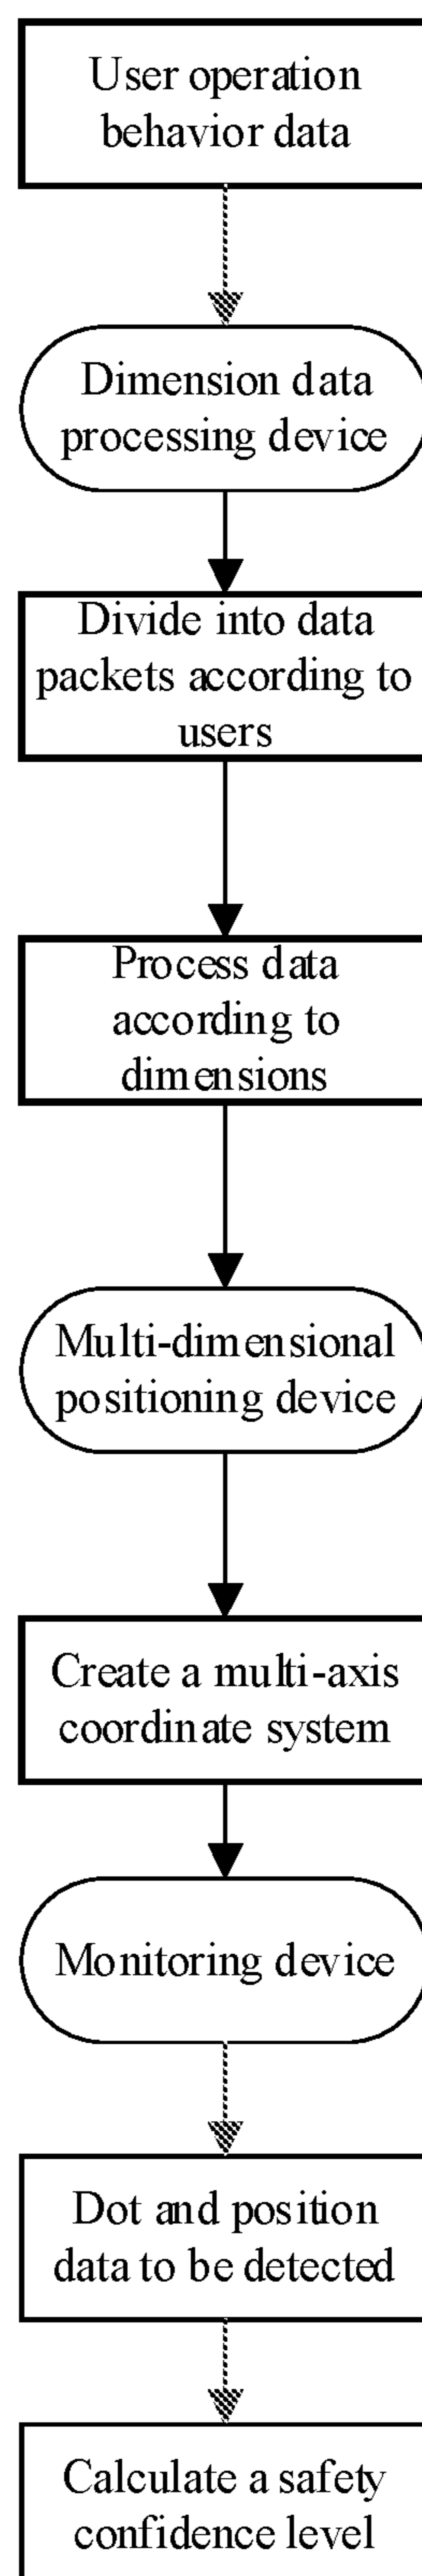 User operation
behavior data
Dimension data
processing device
Divide into data
packets according to
users
Process data
according to
dimensions
Multi-dimensional
positioning device
Create a multi-axis
coordinate system
Monitoring device
Dot and position
data to be detected
Calculate a safety
confidence level